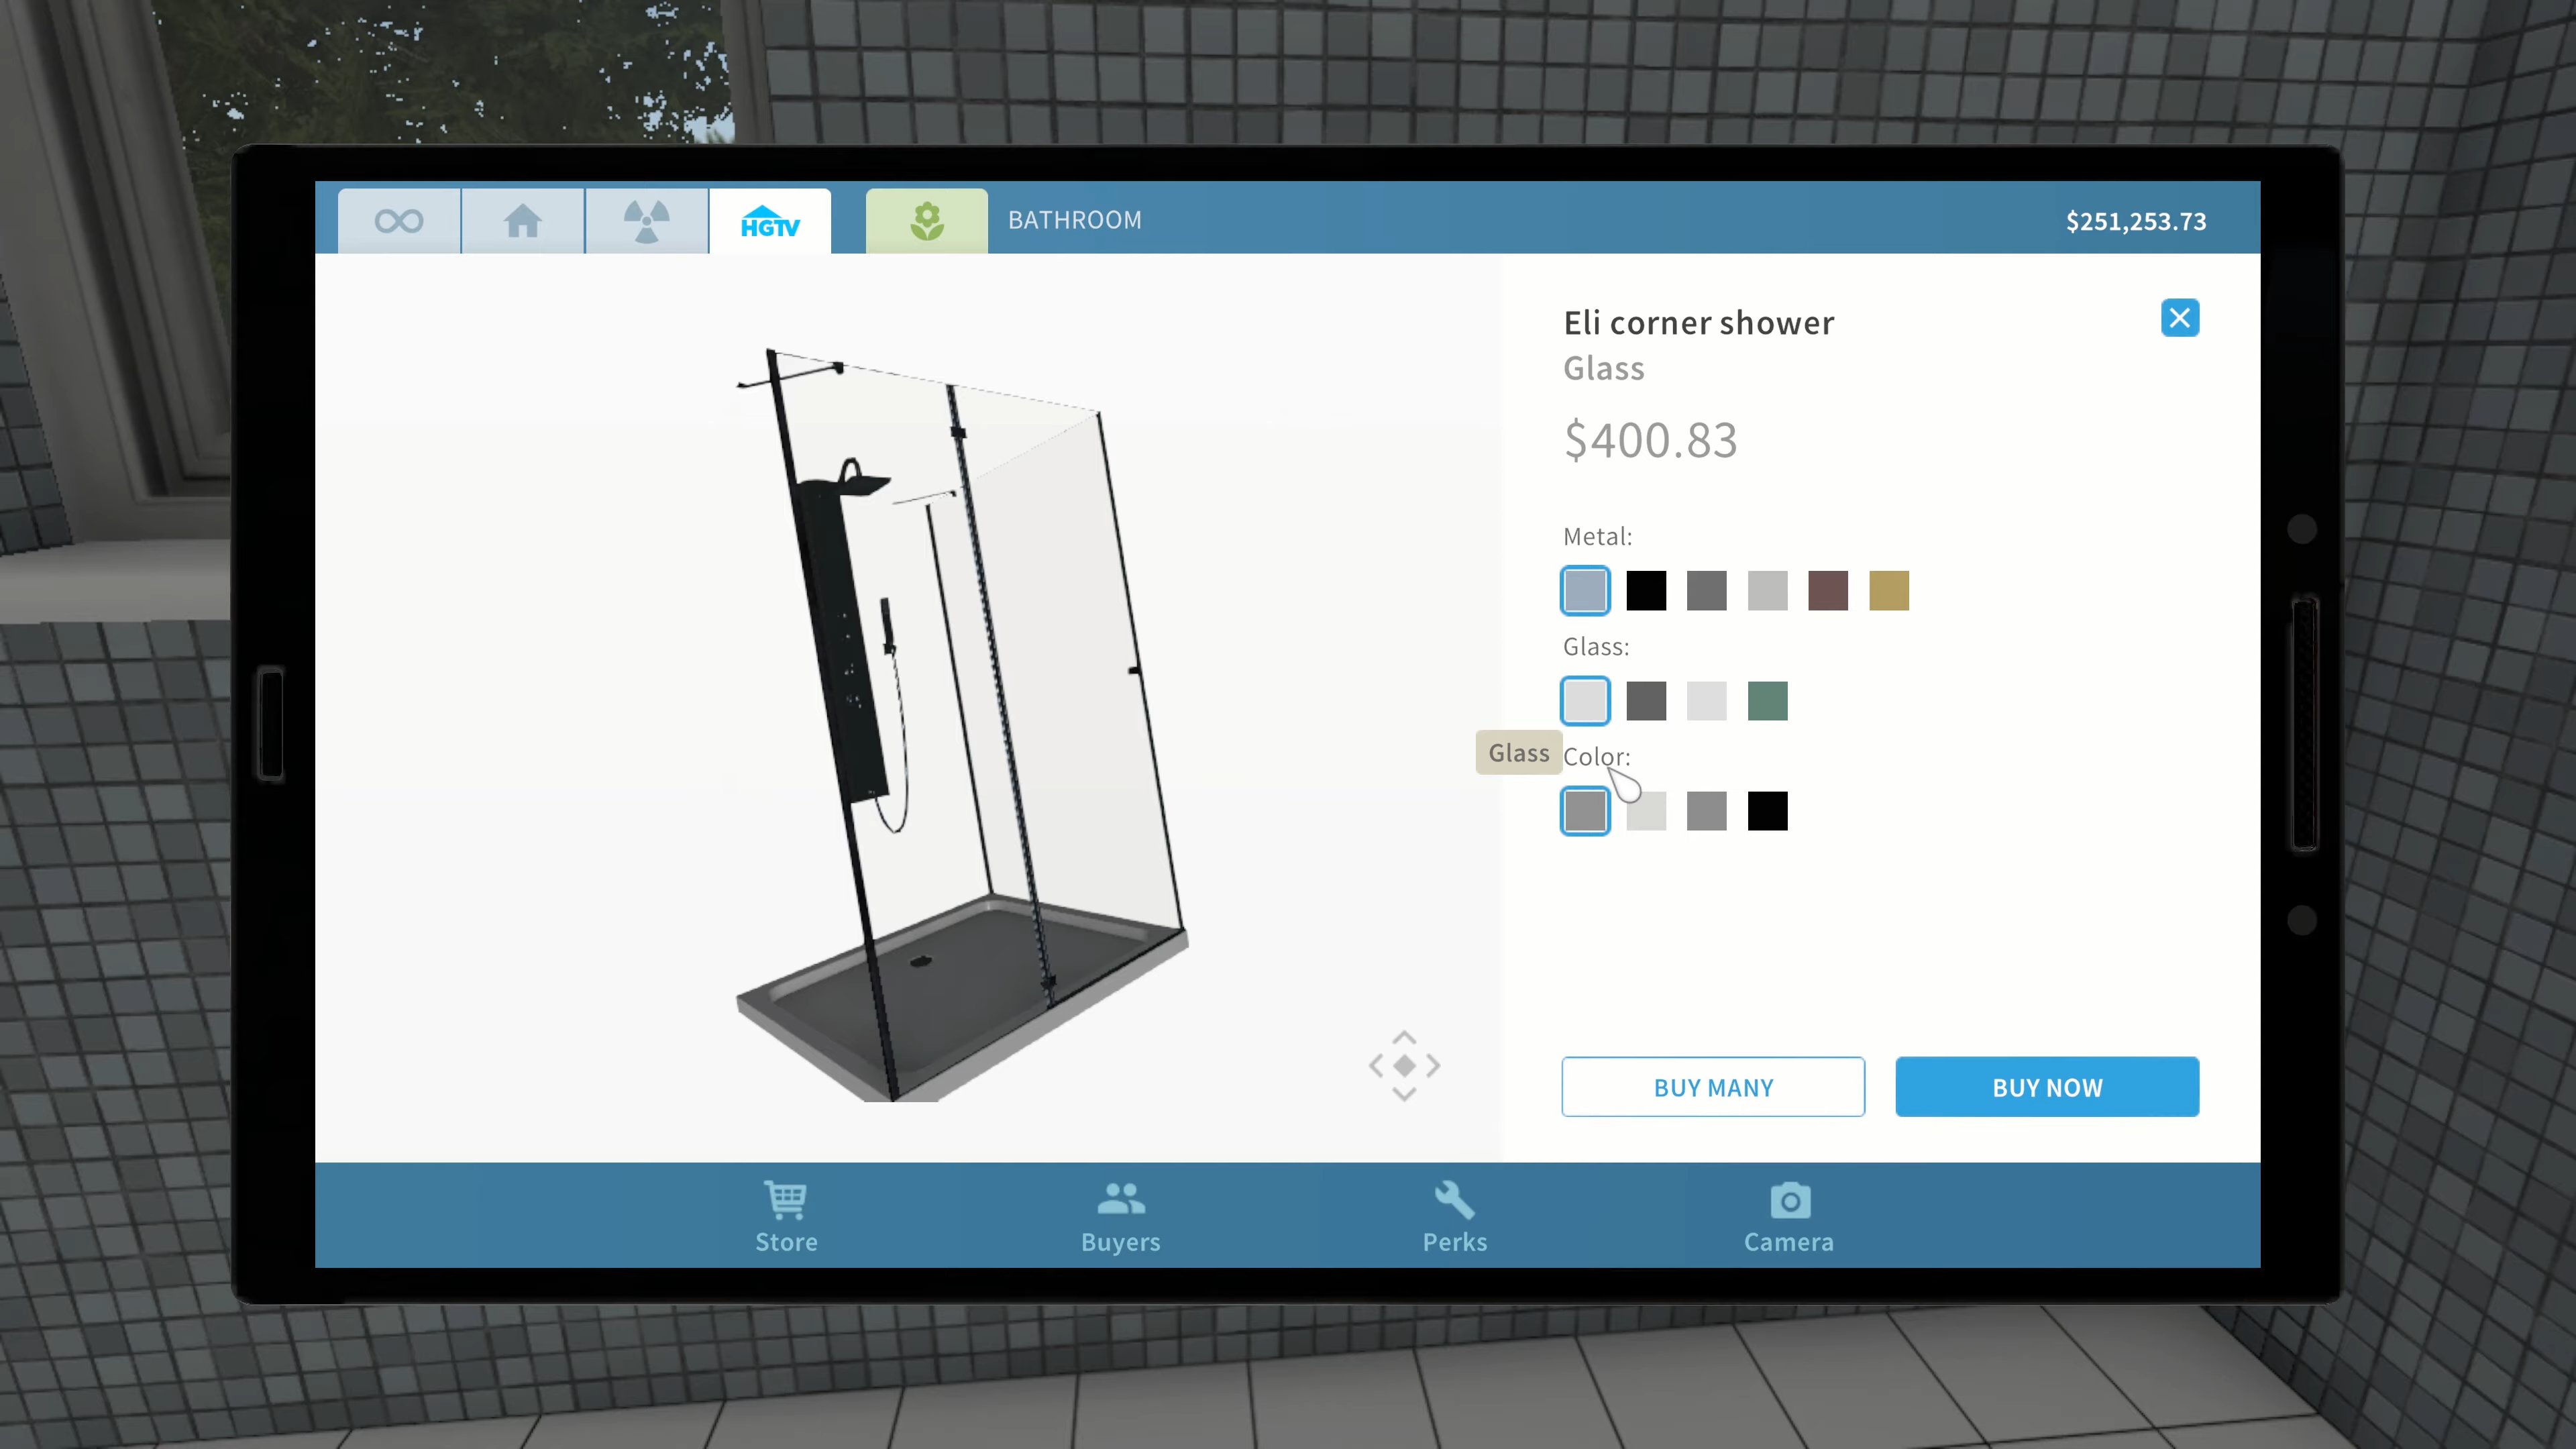 HGTV
BATHROOM
$251,253.73
Eli corner shower
Glass
$400.83
Metal:
Glass:
Glass
Color:
BUY MANY
BUY NOW
Store
Buyers
Perks
Camera